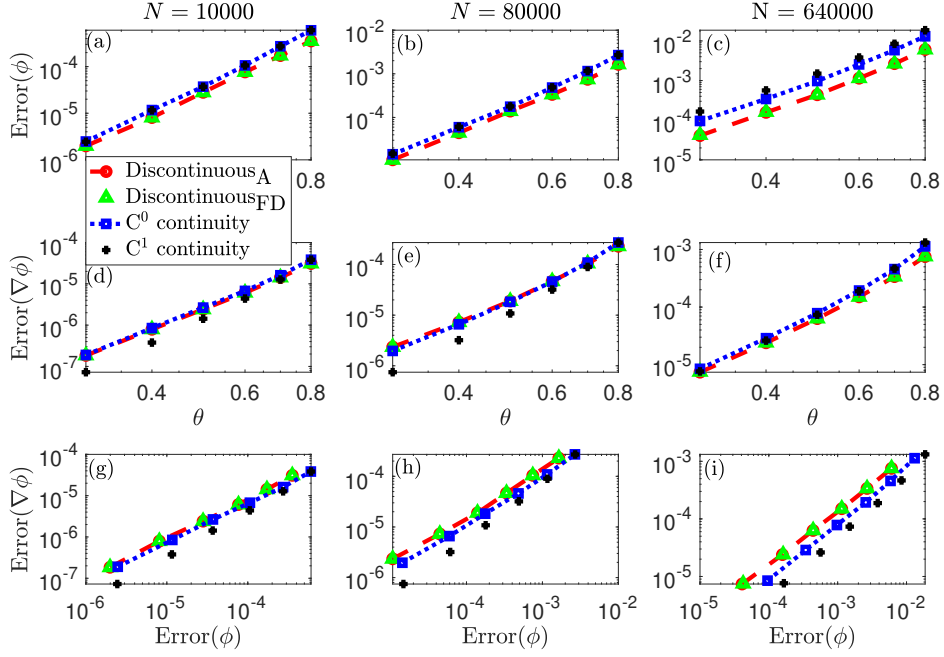 N = 10000
N = 80000
N = 640000
(a)
(b)
(c)
Error(ϕ)
10⁻⁴
10⁻⁵
10⁻⁶
10⁻²
10⁻³
10⁻⁴
10⁻⁵
10⁻²
10⁻³
10⁻⁴
10⁻⁵
0.8
0.4
0.6
0.8
0.4
0.6
0.8
Discontinuous_A
Discontinuous_FD
C⁰ continuity
C¹ continuity
(d)
(e)
(f)
Error(∇ϕ)
10⁻⁴
10⁻⁵
10⁻⁶
10⁻⁷
10⁻⁴
10⁻⁵
10⁻⁶
10⁻³
10⁻⁴
10⁻⁵
0.4
0.6
0.8
0.4
0.6
0.8
0.4
0.6
0.8
θ
θ
θ
(g)
(h)
(i)
Error(∇ϕ)
10⁻⁴
10⁻⁵
10⁻⁶
10⁻⁷
10⁻⁴
10⁻⁵
10⁻⁶
10⁻³
10⁻⁴
10⁻⁵
10⁻⁶
10⁻⁵
10⁻⁴
10⁻⁴
10⁻³
10⁻²
10⁻⁵
10⁻⁴
10⁻³
10⁻²
Error(ϕ)
Error(ϕ)
Error(ϕ)